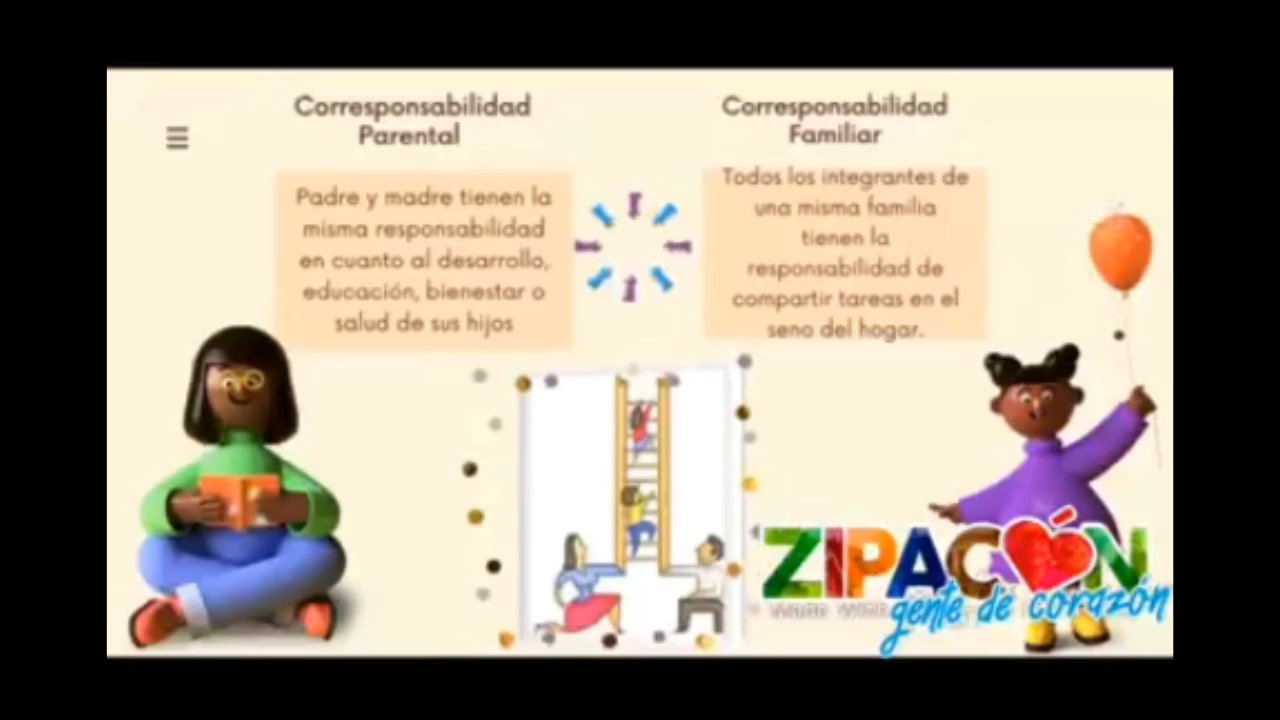 Corresponsabilidad
Parental
Padre y madre tienen la
misma responsabilidad
en cuanto al desarrollo,
educación, bienestar o
salud de sus hijos
Corresponsabilidad
Familiar
Todos los integrantes de
una misma familia
tienen la
responsabilidad de
compartir tareas en el
seno del hogar.
ZIPACÓN
gente de corazón